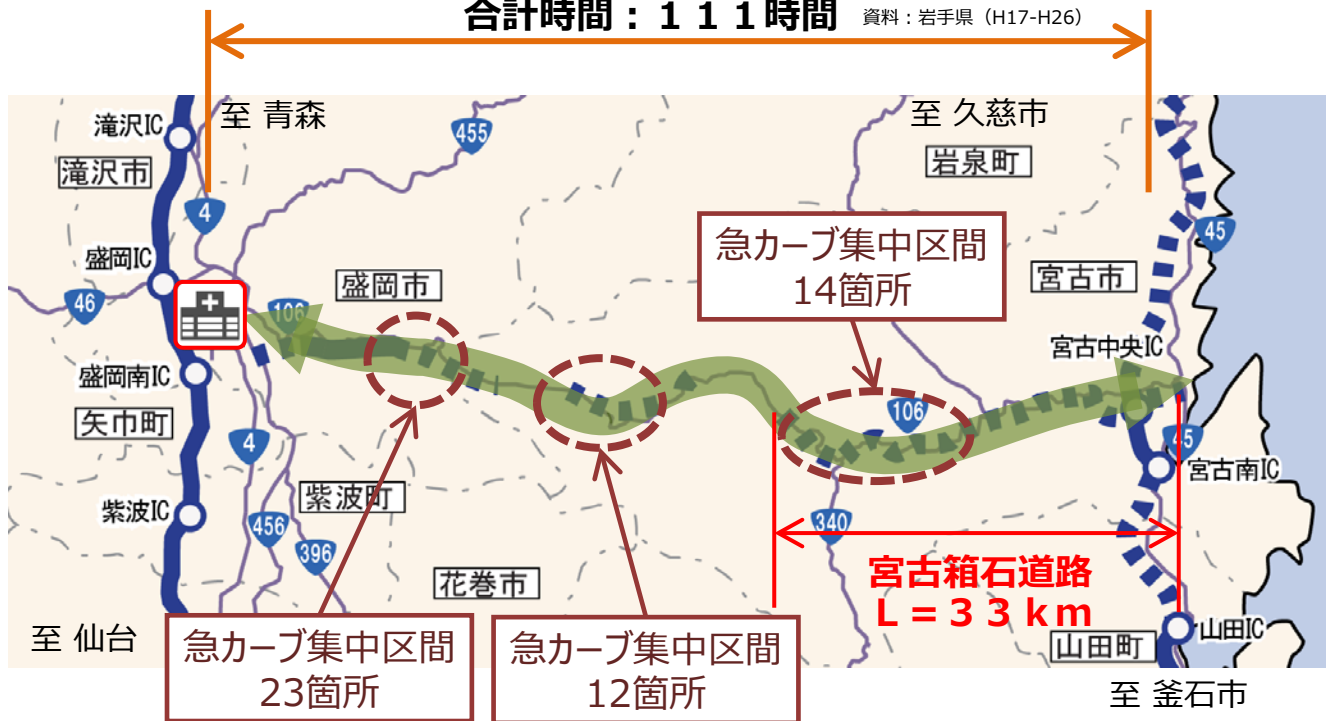 合計時間：１１１時間 資料：岩手県（H17-H26）
至 青森
至 久慈市
滝沢IC
455
岩泉町
滝沢市
4
45
急カーブ集中区間
14箇所
盛岡IC
盛岡市
宮古市
46
106
宮古中央IC
盛岡南IC
106
矢巾町
4
45
宮古南IC
紫波町
紫波IC
456
396
340
宮古箱石道路
Ｌ＝３３ｋｍ
花巻市
至 仙台
急カーブ集中区間
23箇所
急カーブ集中区間
12箇所
山田町
山田IC
至 釜石市